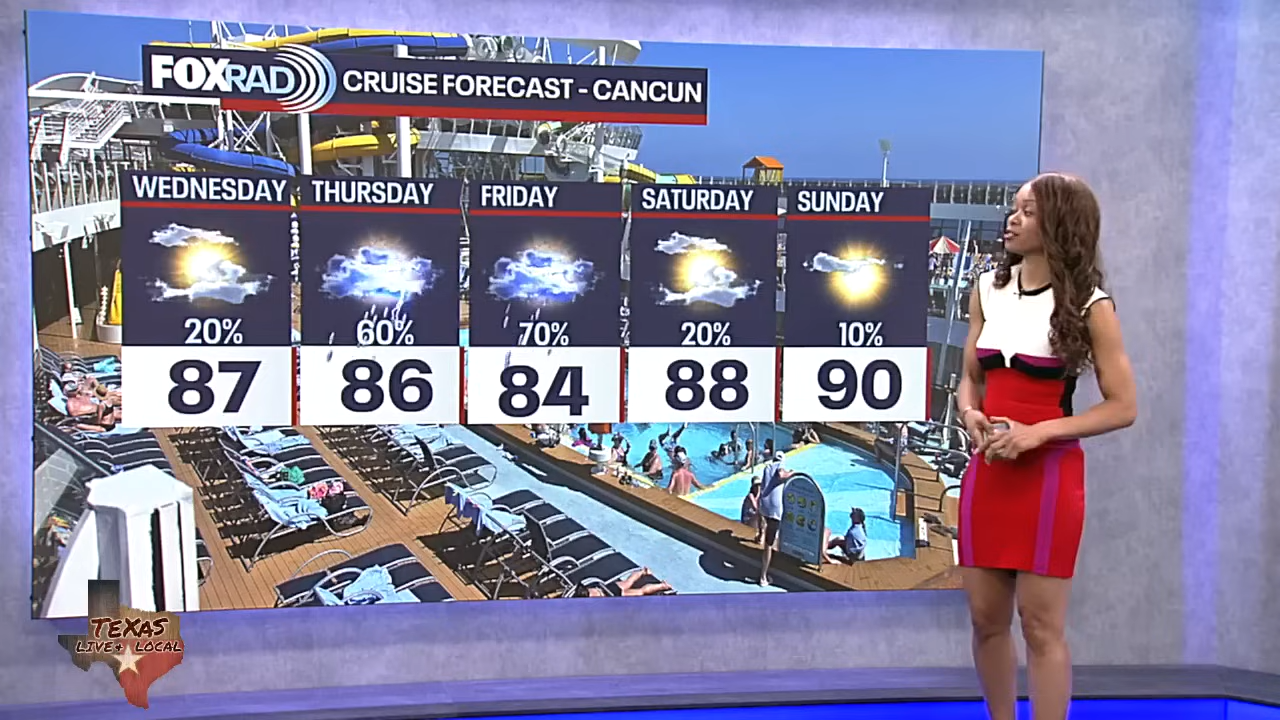 FOXRAD CRUISE FORECAST - CANCUN
WEDNESDAY THURSDAY FRIDAY SATURDAY SUNDAY
20% 60% 70% 20% 10%
87 86 84 88 90
TEXAS
LIVE & LOCAL